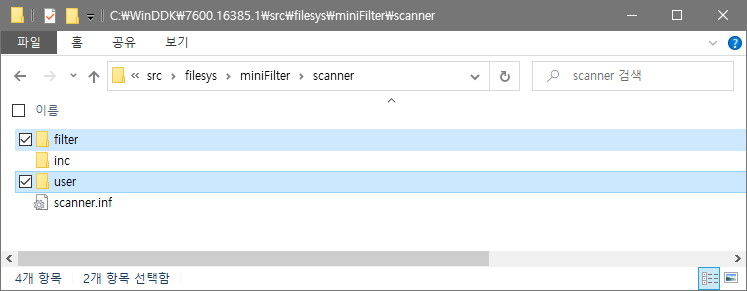 C:₩WinDDK₩7600.16385.1₩src₩filesys₩miniFilter₩scanner
파일 홈 공유 보기
« src > filesys > miniFilter > scanner scanner 검색
이름
filter
inc
user
scanner.inf
4개 항목 2개 항목 선택함